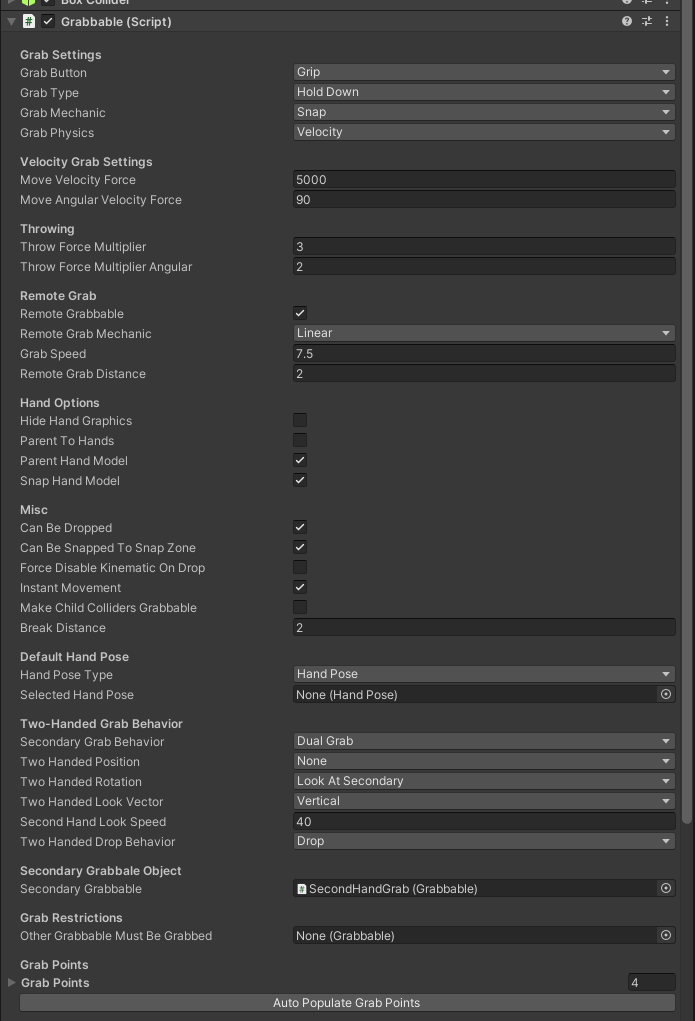 Box Collider
# Grabbable (Script)
Grab Settings
Grab Button Grip
Grab Type Hold Down
Grab Mechanic Snap
Grab Physics Velocity
Velocity Grab Settings
Move Velocity Force 5000
Move Angular Velocity Force 90
Throwing
Throw Force Multiplier 3
Throw Force Multiplier Angular 2
Remote Grab
Remote Grabbable
Remote Grab Mechanic Linear
Grab Speed 7.5
Remote Grab Distance 2
Hand Options
Hide Hand Graphics
Parent To Hands
Parent Hand Model
Snap Hand Model
Misc
Can Be Dropped
Can Be Snapped To Snap Zone
Force Disable Kinematic On Drop
Instant Movement
Make Child Colliders Grabbable
Break Distance 2
Default Hand Pose
Hand Pose Type Hand Pose
Selected Hand Pose None (Hand Pose)
Two-Handed Grab Behavior
Secondary Grab Behavior Dual Grab
Two Handed Position None
Two Handed Rotation Look At Secondary
Two Handed Look Vector Vertical
Second Hand Look Speed 40
Two Handed Drop Behavior Drop
Secondary Grabbale Object
Secondary Grabbable # SecondHandGrab (Grabbable)
Grab Restrictions
Other Grabbable Must Be Grabbed None (Grabbable)
Grab Points
Grab Points 4
Auto Populate Grab Points